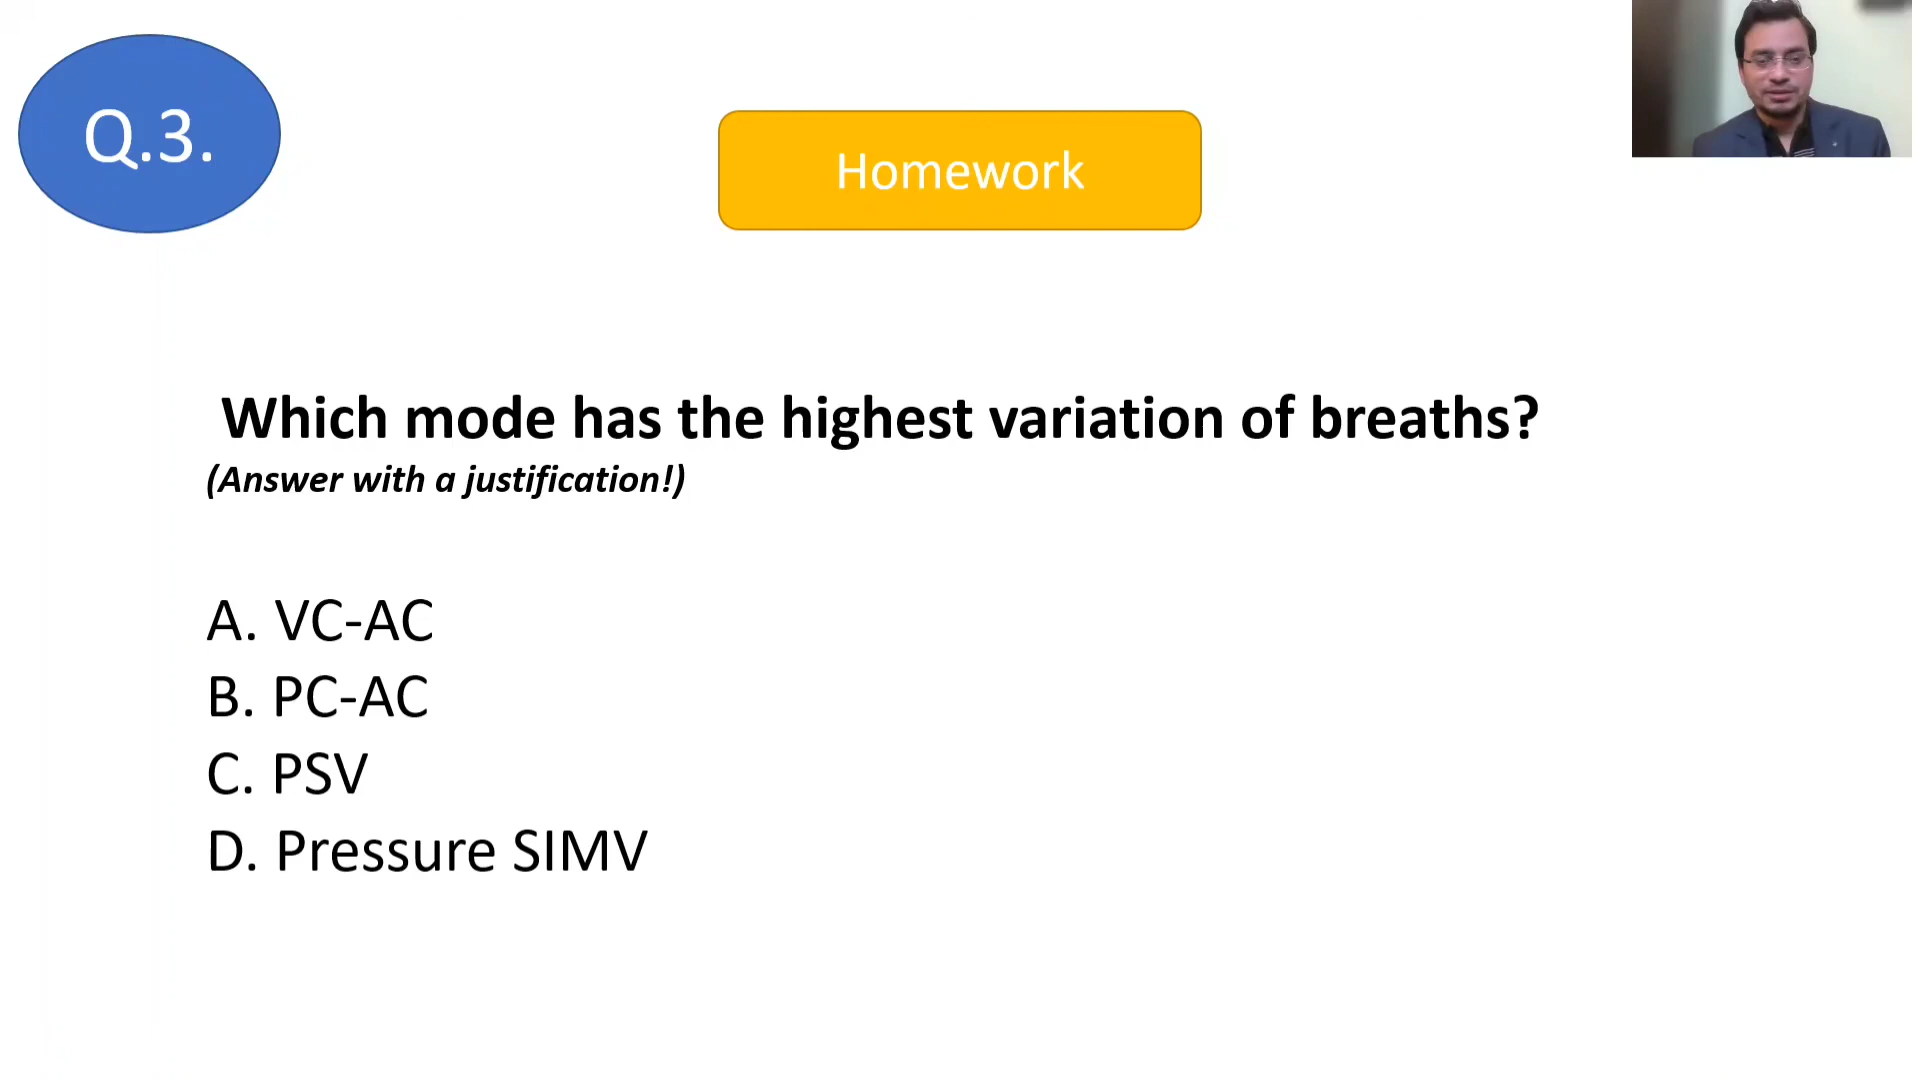 Q.3.
Homework
Which mode has the highest variation of breaths?
(Answer with a justification!)
A. VC-AC
B. PC-AC
C. PSV
D. Pressure SIMV